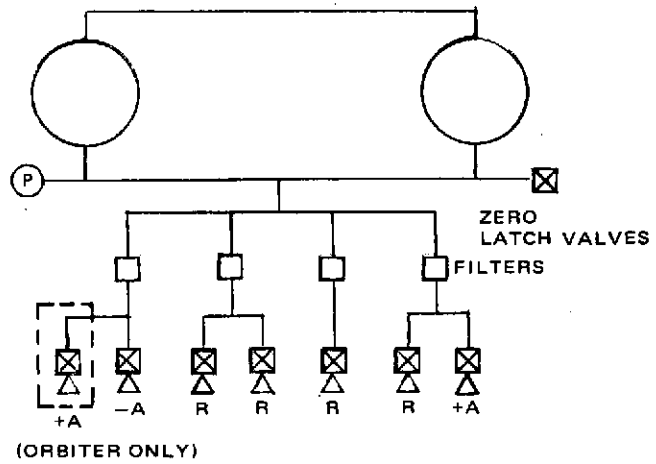 P
ZERO
LATCH VALVES
FILTERS
+A -A R R R R +A
(ORBITER ONLY)